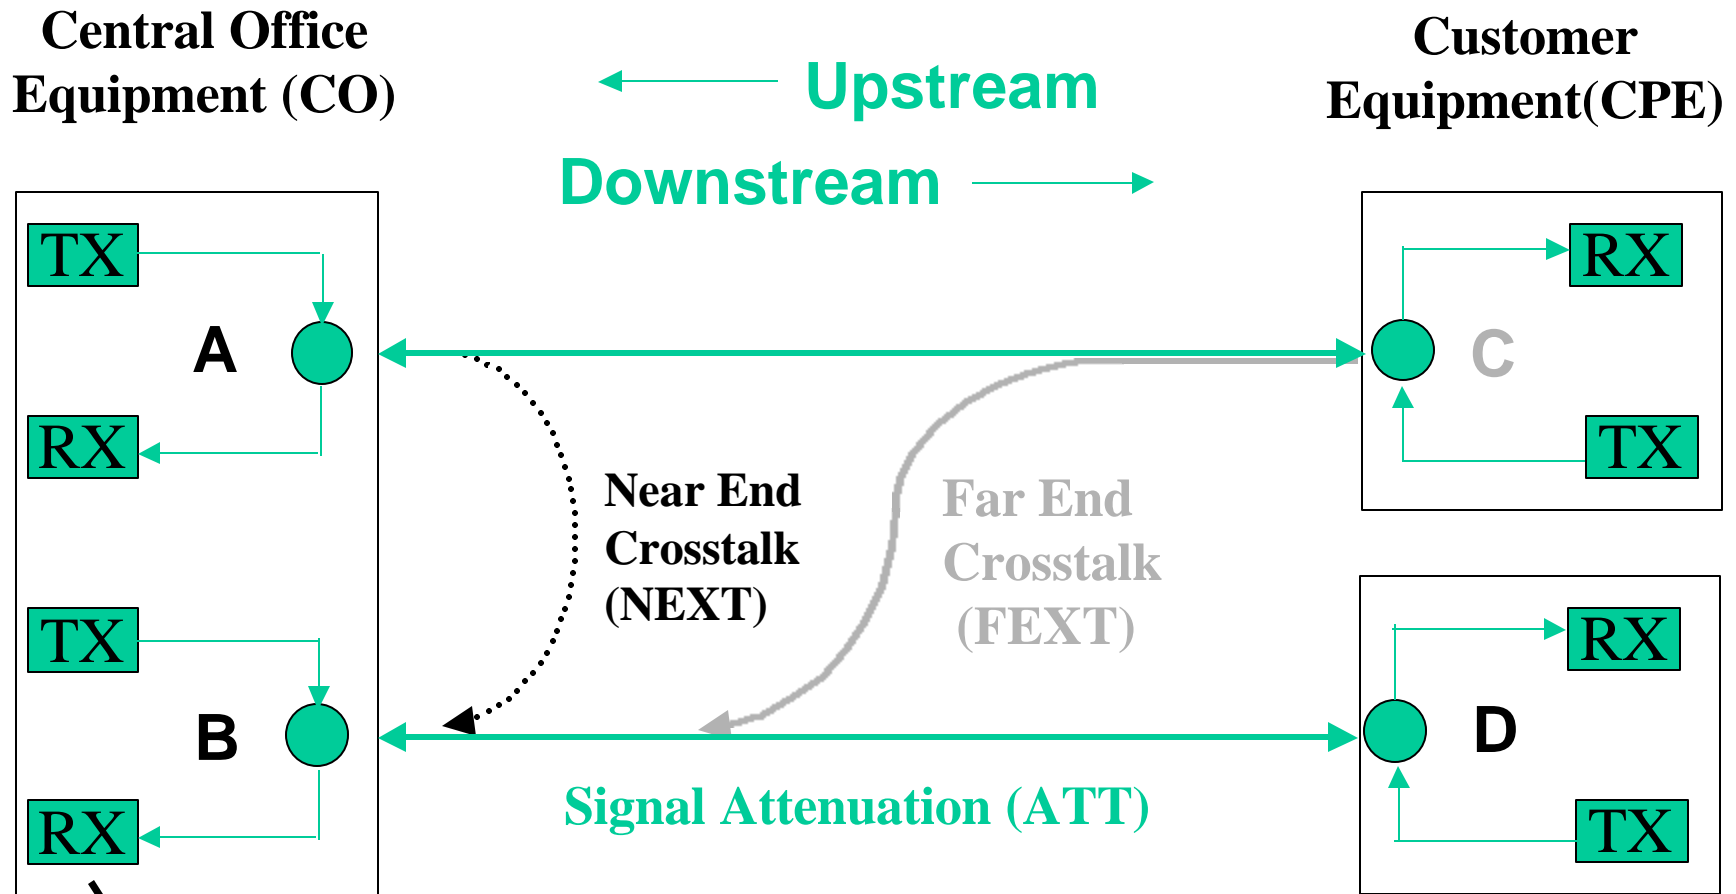 Central Office
Equipment (CO)
Upstream
Customer
Equipment(CPE)
Downstream
TX
A
RX
RX
C
TX
Near End
Crosstalk
(NEXT)
Far End
Crosstalk
(FEXT)
TX
B
RX
RX
D
TX
Signal Attenuation (ATT)